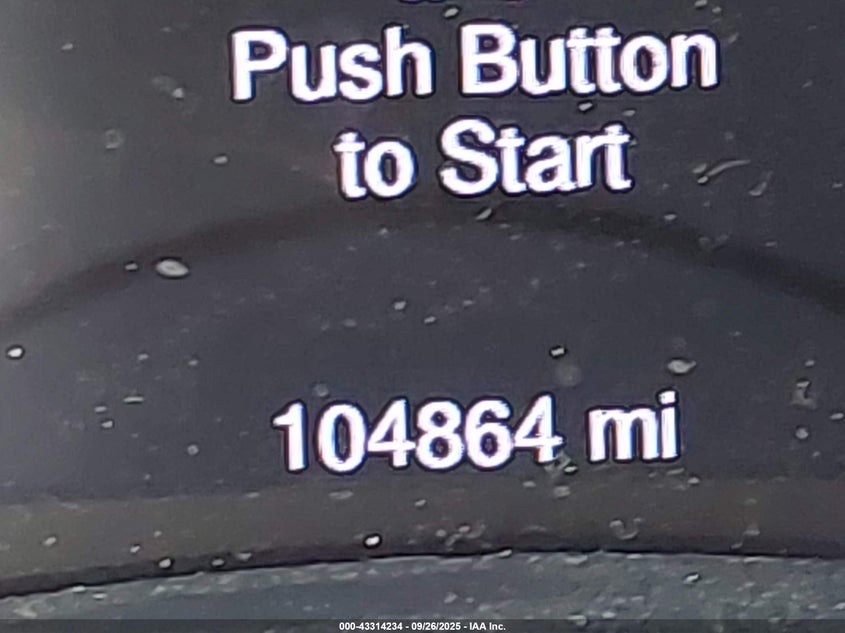 Push Button
to Start
104864 mi
000-43314234 - 09/26/2025 - IAA Inc.